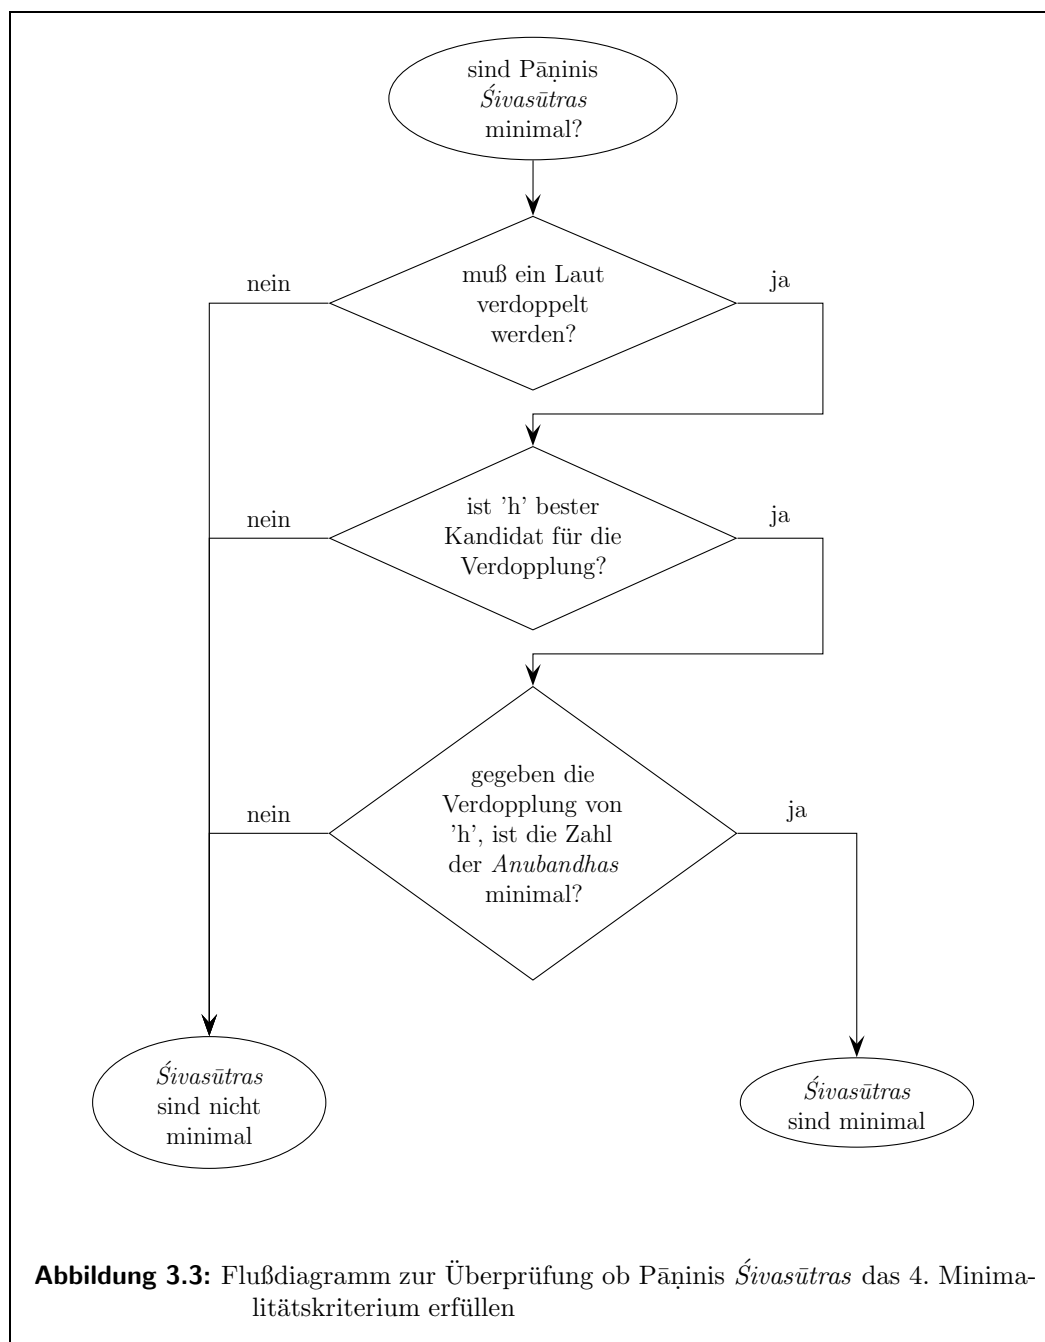 sind Pāṇinis
Śivasūtras
minimal?
nein
muß ein Laut
verdoppelt
werden?
ja
nein
ist 'h' bester
Kandidat für die
Verdopplung?
ja
nein
gegeben die
Verdopplung von
'h', ist die Zahl
der Anubandhas
minimal?
ja
Śivasūtras
sind nicht
minimal
Śivasūtras
sind minimal
Abbildung 3.3: Flußdiagramm zur Überprüfung ob Pāṇinis Śivasūtras das 4. Minima-
litätskriterium erfüllen